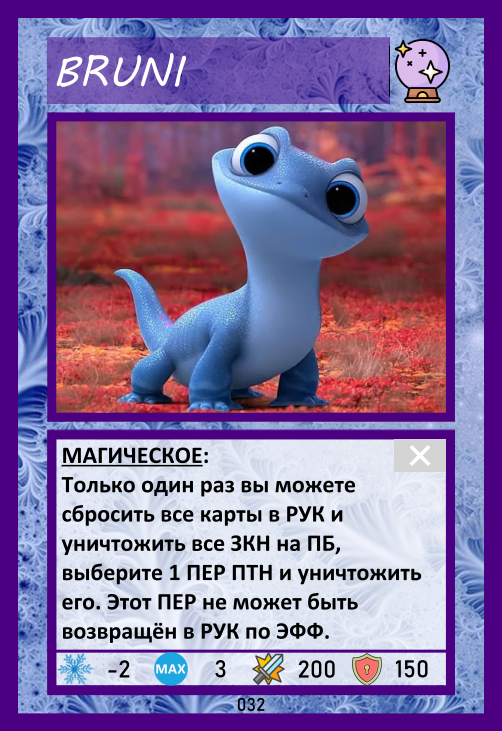 BRUNI
МАГИЧЕСКОЕ:
Только один раз вы можете
сбросить все карты в РУК и
уничтожить все ЗКН на ПБ,
выберите 1 ПЕР ПТН и уничтожить
его. Этот ПЕР не может быть
возвращён в РУК по ЭФФ.
-2 MAX 3 200 150
032